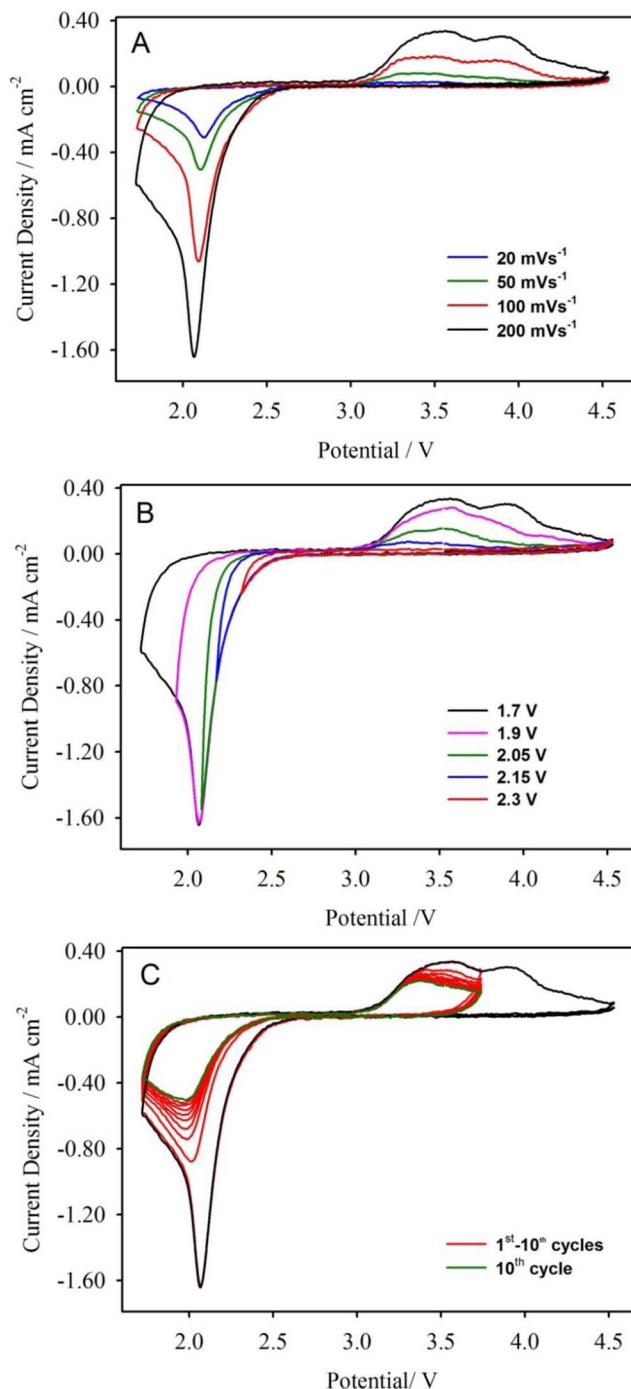 A
0.40
0.00
-0.40
-0.80
-1.20
-1.60
Current Density / mA cm⁻²
20 mVs⁻¹
50 mVs⁻¹
100 mVs⁻¹
200 mVs⁻¹
2.0 2.5 3.0 3.5 4.0 4.5
Potential / V
B
0.40
0.00
-0.40
-0.80
-1.20
-1.60
Current Density / mA cm⁻²
1.7 V
1.9 V
2.05 V
2.15 V
2.3 V
2.0 2.5 3.0 3.5 4.0 4.5
Potential /V
C
0.40
0.00
-0.40
-0.80
-1.20
-1.60
Current Density / mA cm⁻²
1ˢᵗ-10ᵗʰ cycles
10ᵗʰ cycle
2.0 2.5 3.0 3.5 4.0 4.5
Potential/ V